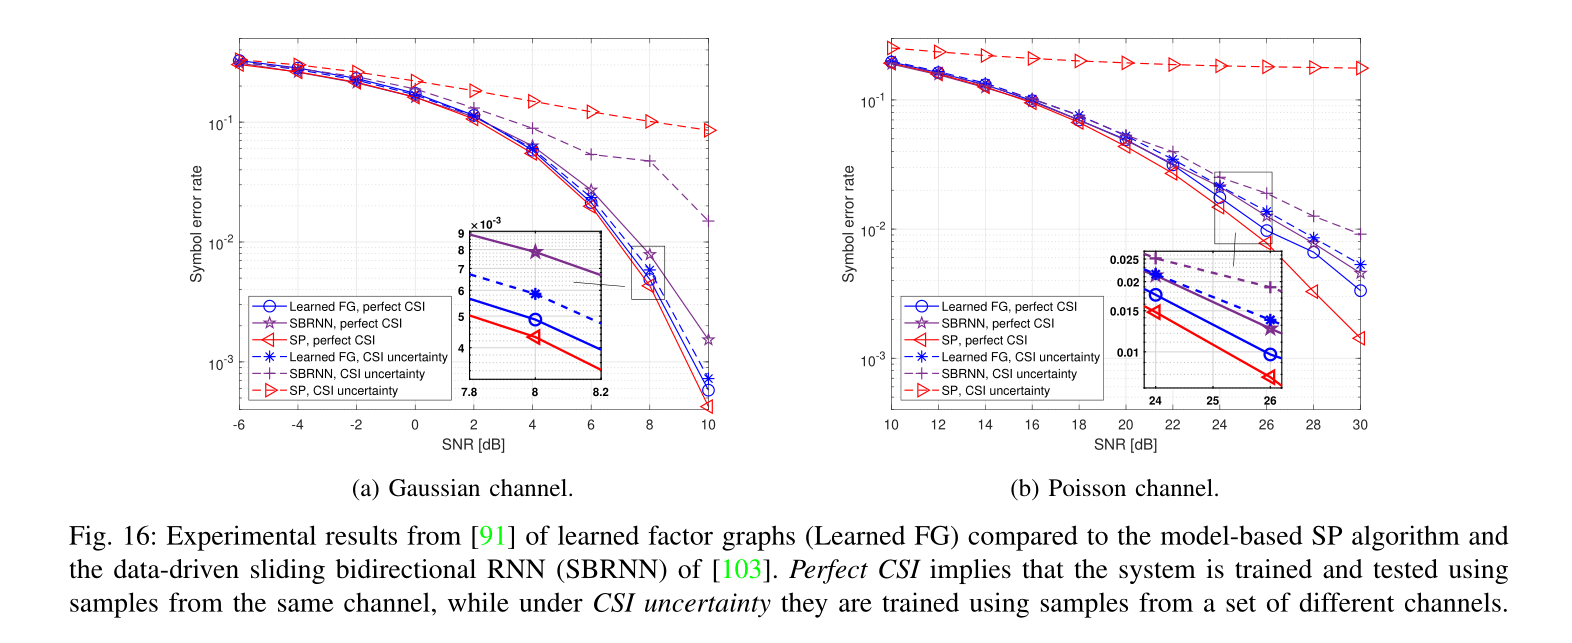 10^-1
10^-2
10^-3
Symbol error rate
-6 -4 -2 0 2 4 6 8 10
SNR [dB]
Learned FG, perfect CSI
SBRNN, perfect CSI
SP, perfect CSI
Learned FG, CSI uncertainty
SBRNN, CSI uncertainty
SP, CSI uncertainty
×10^-3
9
8
7
6
5
4
7.8 8 8.2
(a) Gaussian channel.
10^-1
10^-2
10^-3
Symbol error rate
10 12 14 16 18 20 22 24 26 28 30
SNR [dB]
Learned FG, perfect CSI
SBRNN, perfect CSI
SP, perfect CSI
Learned FG, CSI uncertainty
SBRNN, CSI uncertainty
SP, CSI uncertainty
0.025
0.02
0.015
0.01
24 25 26
(b) Poisson channel.
Fig. 16: Experimental results from [91] of learned factor graphs (Learned FG) compared to the model-based SP algorithm and
the data-driven sliding bidirectional RNN (SBRNN) of [103]. Perfect CSI implies that the system is trained and tested using
samples from the same channel, while under CSI uncertainty they are trained using samples from a set of different channels.